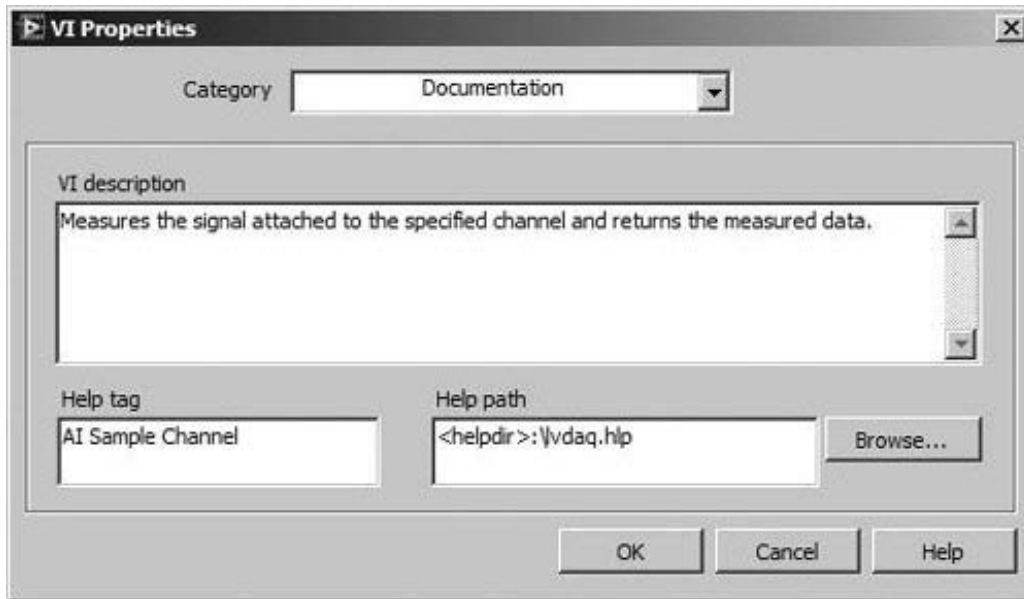 VI Properties
Category Documentation
VI description
Measures the signal attached to the specified channel and returns the measured data.
Help tag Help path
AI Sample Channel <helpdir>:\lvdaq.hlp Browse...
OK Cancel Help